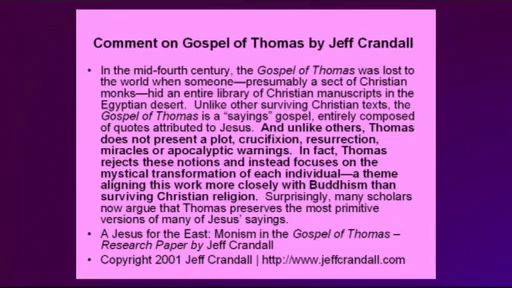 Comment on Gospel of Thomas by Jeff Crandall
• In the mid-fourth century, the Gospel of Thomas was lost to
the world when someone—presumably a sect of Christian
monks—hid an entire library of Christian manuscripts in the
Egyptian desert. Unlike other surviving Christian texts, the
Gospel of Thomas is a “sayings” gospel, entirely composed
of quotes attributed to Jesus. And unlike others, Thomas
does not present a plot, crucifixion, resurrection,
miracles or apocalyptic warnings. In fact, Thomas
rejects these notions and instead focuses on the
mystical transformation of each individual—a theme
aligning this work more closely with Buddhism than
surviving Christian religion. Surprisingly, many scholars
now argue that Thomas preserves the most primitive
versions of many of Jesus’ sayings.
• A Jesus for the East: Monism in the Gospel of Thomas –
Research Paper by Jeff Crandall
• Copyright 2001 Jeff Crandall | http://www.jeffcrandall.com